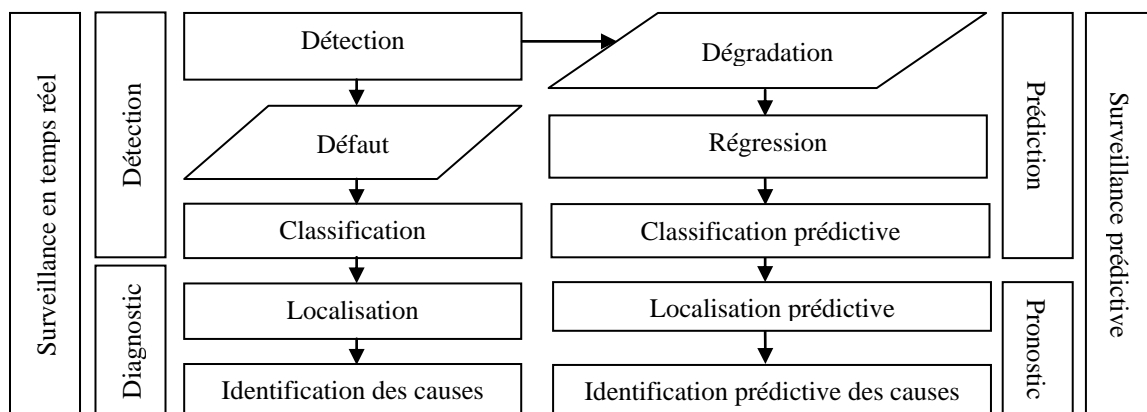 Surveillance en temps réel
Détection
Diagnostic
Détection
Défaut
Classification
Localisation
Identification des causes
Dégradation
Régression
Classification prédictive
Localisation prédictive
Identification prédictive des causes
Prédiction
Pronostic
Surveillance prédictive